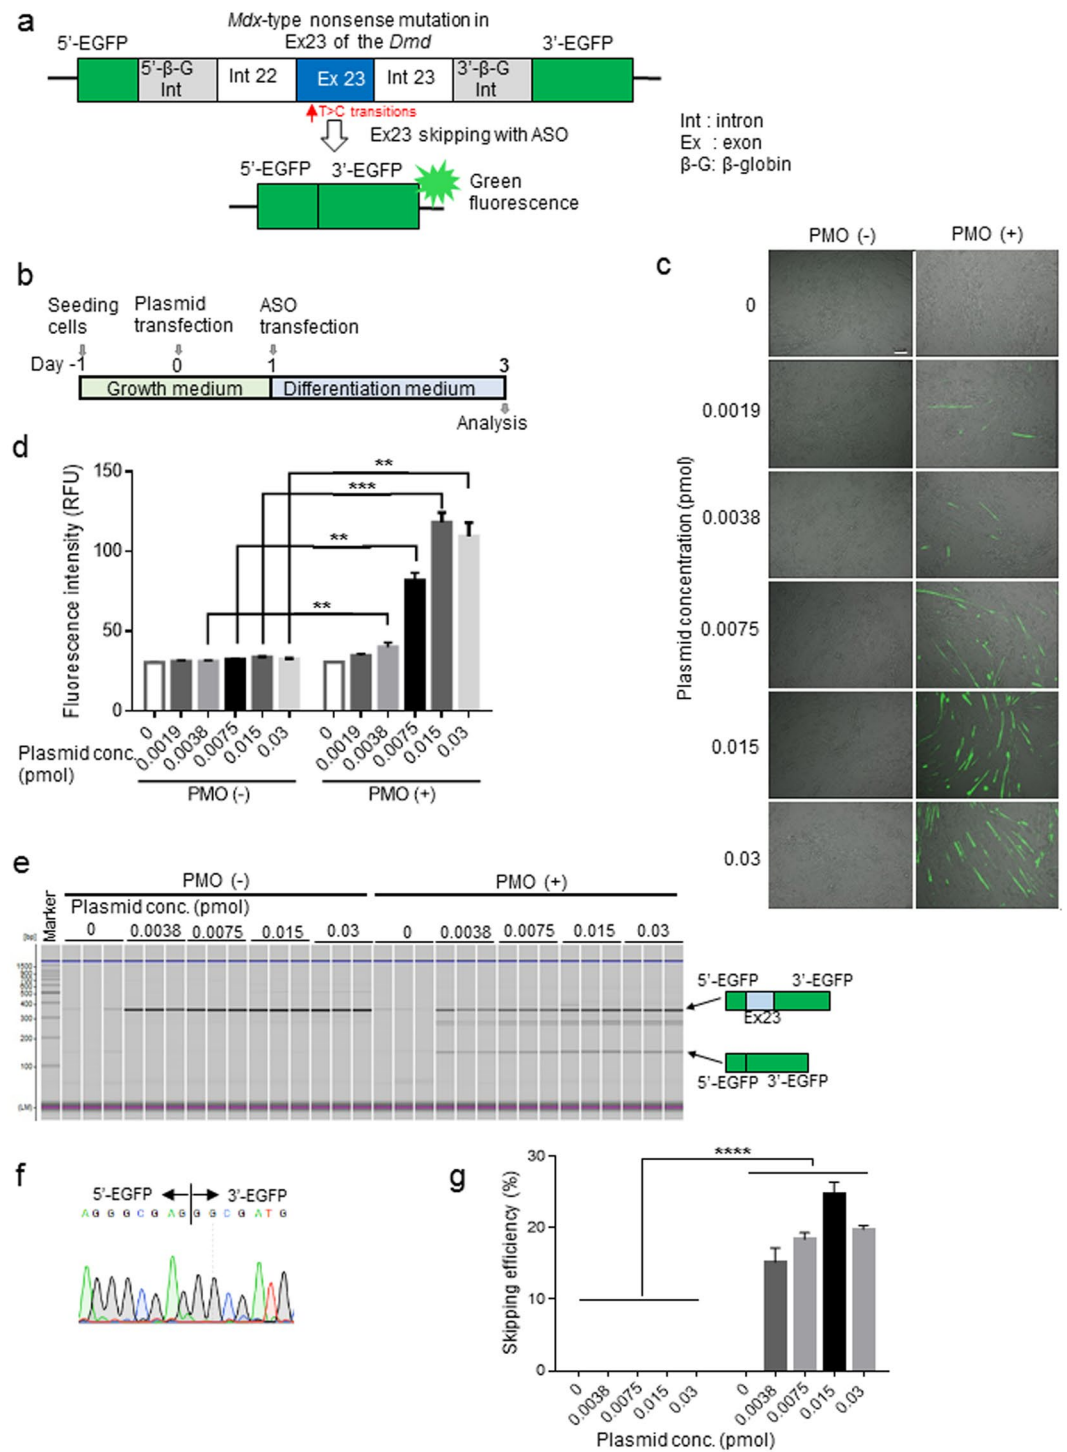 a
Mdx-type nonsense mutation in
Ex23 of the Dmd
5'-EGFP
3'-EGFP
5'-β-G
Int
Int 22
Ex 23
Int 23
3'-β-G
Int
T>C transitions
Ex23 skipping with ASO
Int : intron
Ex : exon
β-G: β-globin
5'-EGFP
3'-EGFP
Green
fluorescence
b
Seeding
cells
Plasmid
transfection
ASO
transfection
Day -1
0
1
3
Growth medium
Differentiation medium
Analysis
c
PMO (-)
PMO (+)
Plasmid concentration (pmol)
0
0.0019
0.0038
0.0075
0.015
0.03
d
Fluorescence intensity (RFU)
150
100
50
0
**
***
**
**
0
0.0019
0.0038
0.0075
0.015
0.03
0
0.0019
0.0038
0.0075
0.015
0.03
Plasmid conc.
(pmol)
PMO (-)
PMO (+)
e
PMO (-)
PMO (+)
Marker
Plasmid conc. (pmol)
0
0.0038
0.0075
0.015
0.03
0
0.0038
0.0075
0.015
0.03
[bp]
1500
500
400
300
200
100
(LM)
5'-EGFP
3'-EGFP
Ex23
5'-EGFP
3'-EGFP
f
5'-EGFP
3'-EGFP
A G G G C G A G G G C G A T G
g
Skipping efficiency (%)
30
20
10
0
****
0
0.0038
0.0075
0.015
0.03
0
0.0038
0.0075
0.015
0.03
Plasmid conc. (pmol)